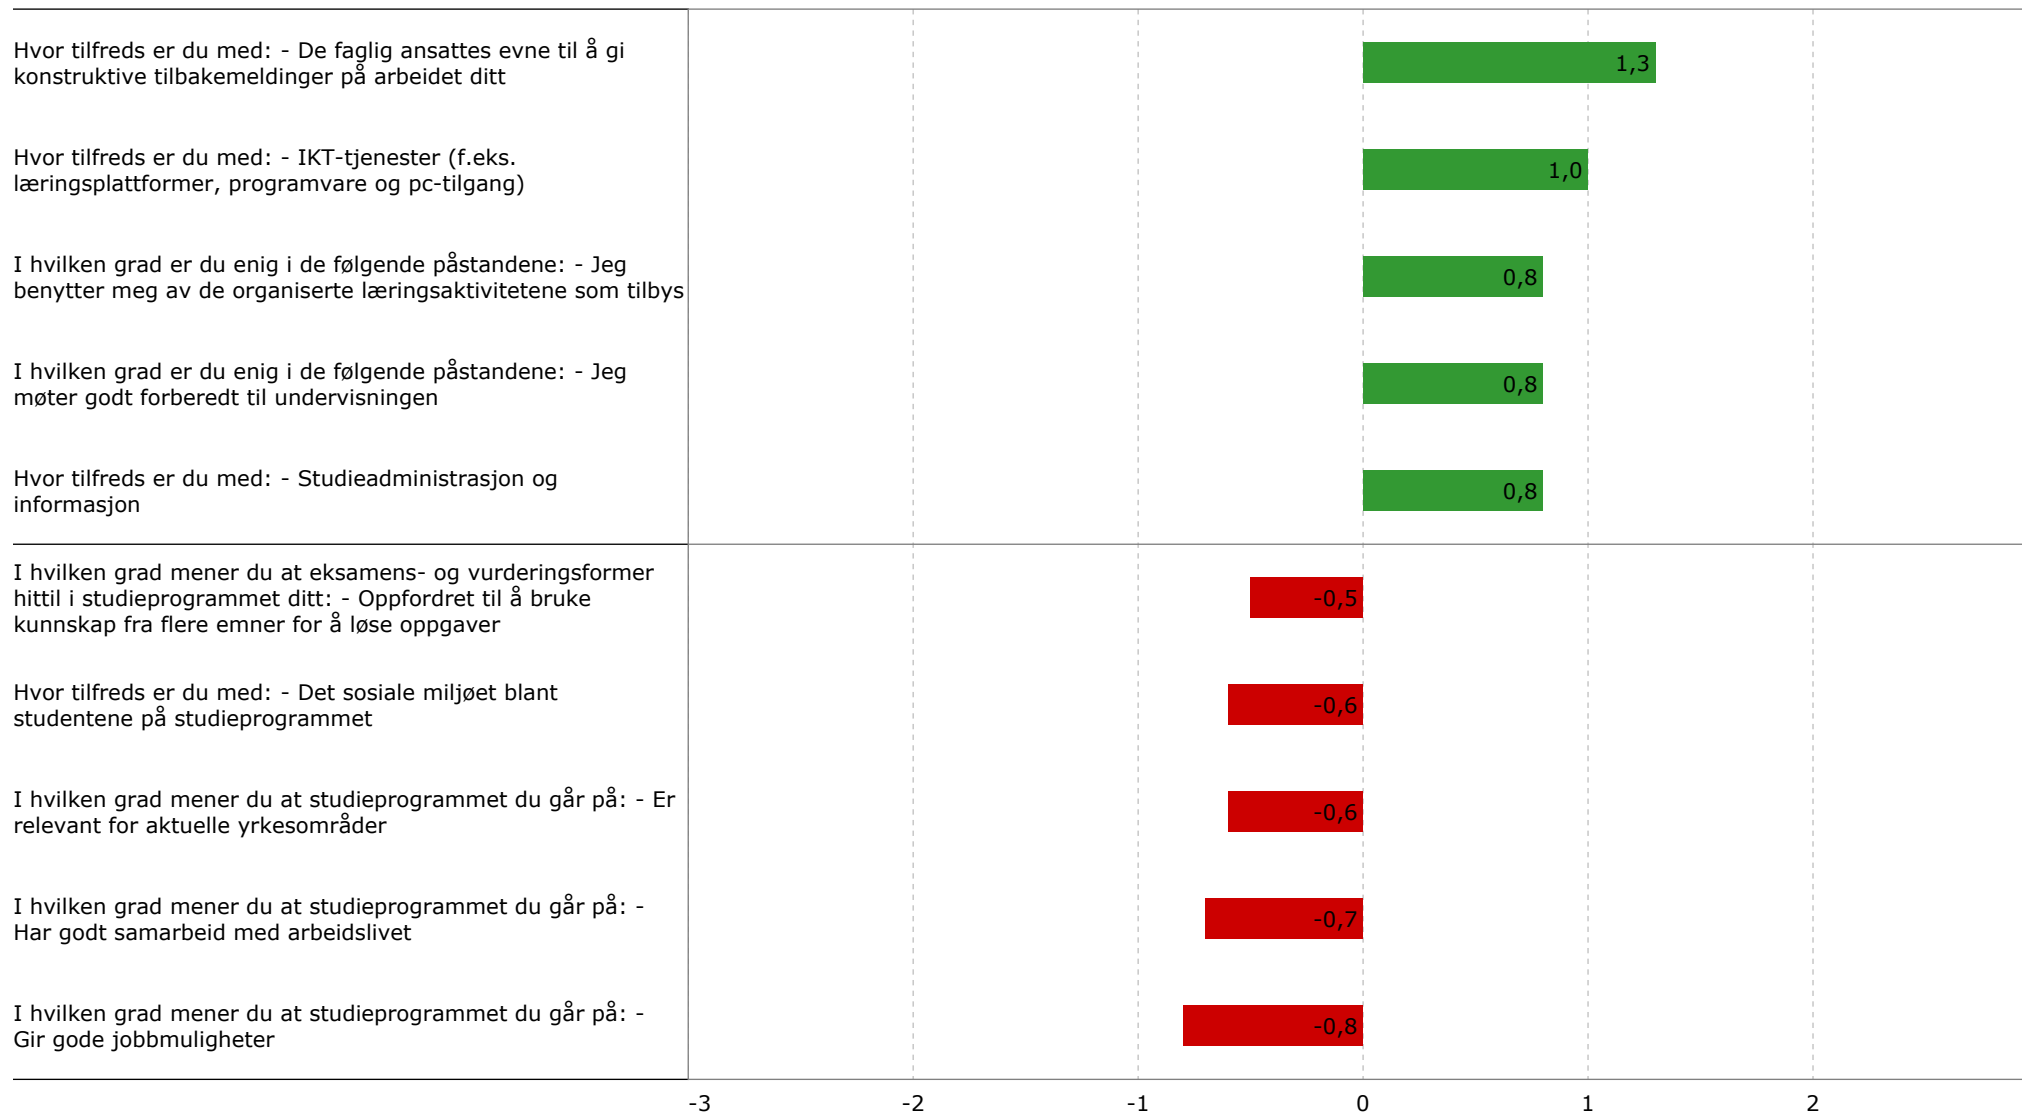 Hvor tilfreds er du med: - De faglig ansattes evne til å gi
konstruktive tilbakemeldinger på arbeidet ditt
1,3
Hvor tilfreds er du med: - IKT-tjenester (f.eks.
læringsplattformer, programvare og pc-tilgang)
1,0
I hvilken grad er du enig i de følgende påstandene: - Jeg
benytter meg av de organiserte læringsaktivitetene som tilbys
0,8
I hvilken grad er du enig i de følgende påstandene: - Jeg
møter godt forberedt til undervisningen
0,8
Hvor tilfreds er du med: - Studieadministrasjon og
informasjon
0,8
I hvilken grad mener du at eksamens- og vurderingsformer
hittil i studieprogrammet ditt: - Oppfordret til å bruke
kunnskap fra flere emner for å løse oppgaver
-0,5
Hvor tilfreds er du med: - Det sosiale miljøet blant
studentene på studieprogrammet
-0,6
I hvilken grad mener du at studieprogrammet du går på: - Er
relevant for aktuelle yrkesområder
-0,6
I hvilken grad mener du at studieprogrammet du går på: -
Har godt samarbeid med arbeidslivet
-0,7
I hvilken grad mener du at studieprogrammet du går på: -
Gir gode jobbmuligheter
-0,8
-3 -2 -1 0 1 2